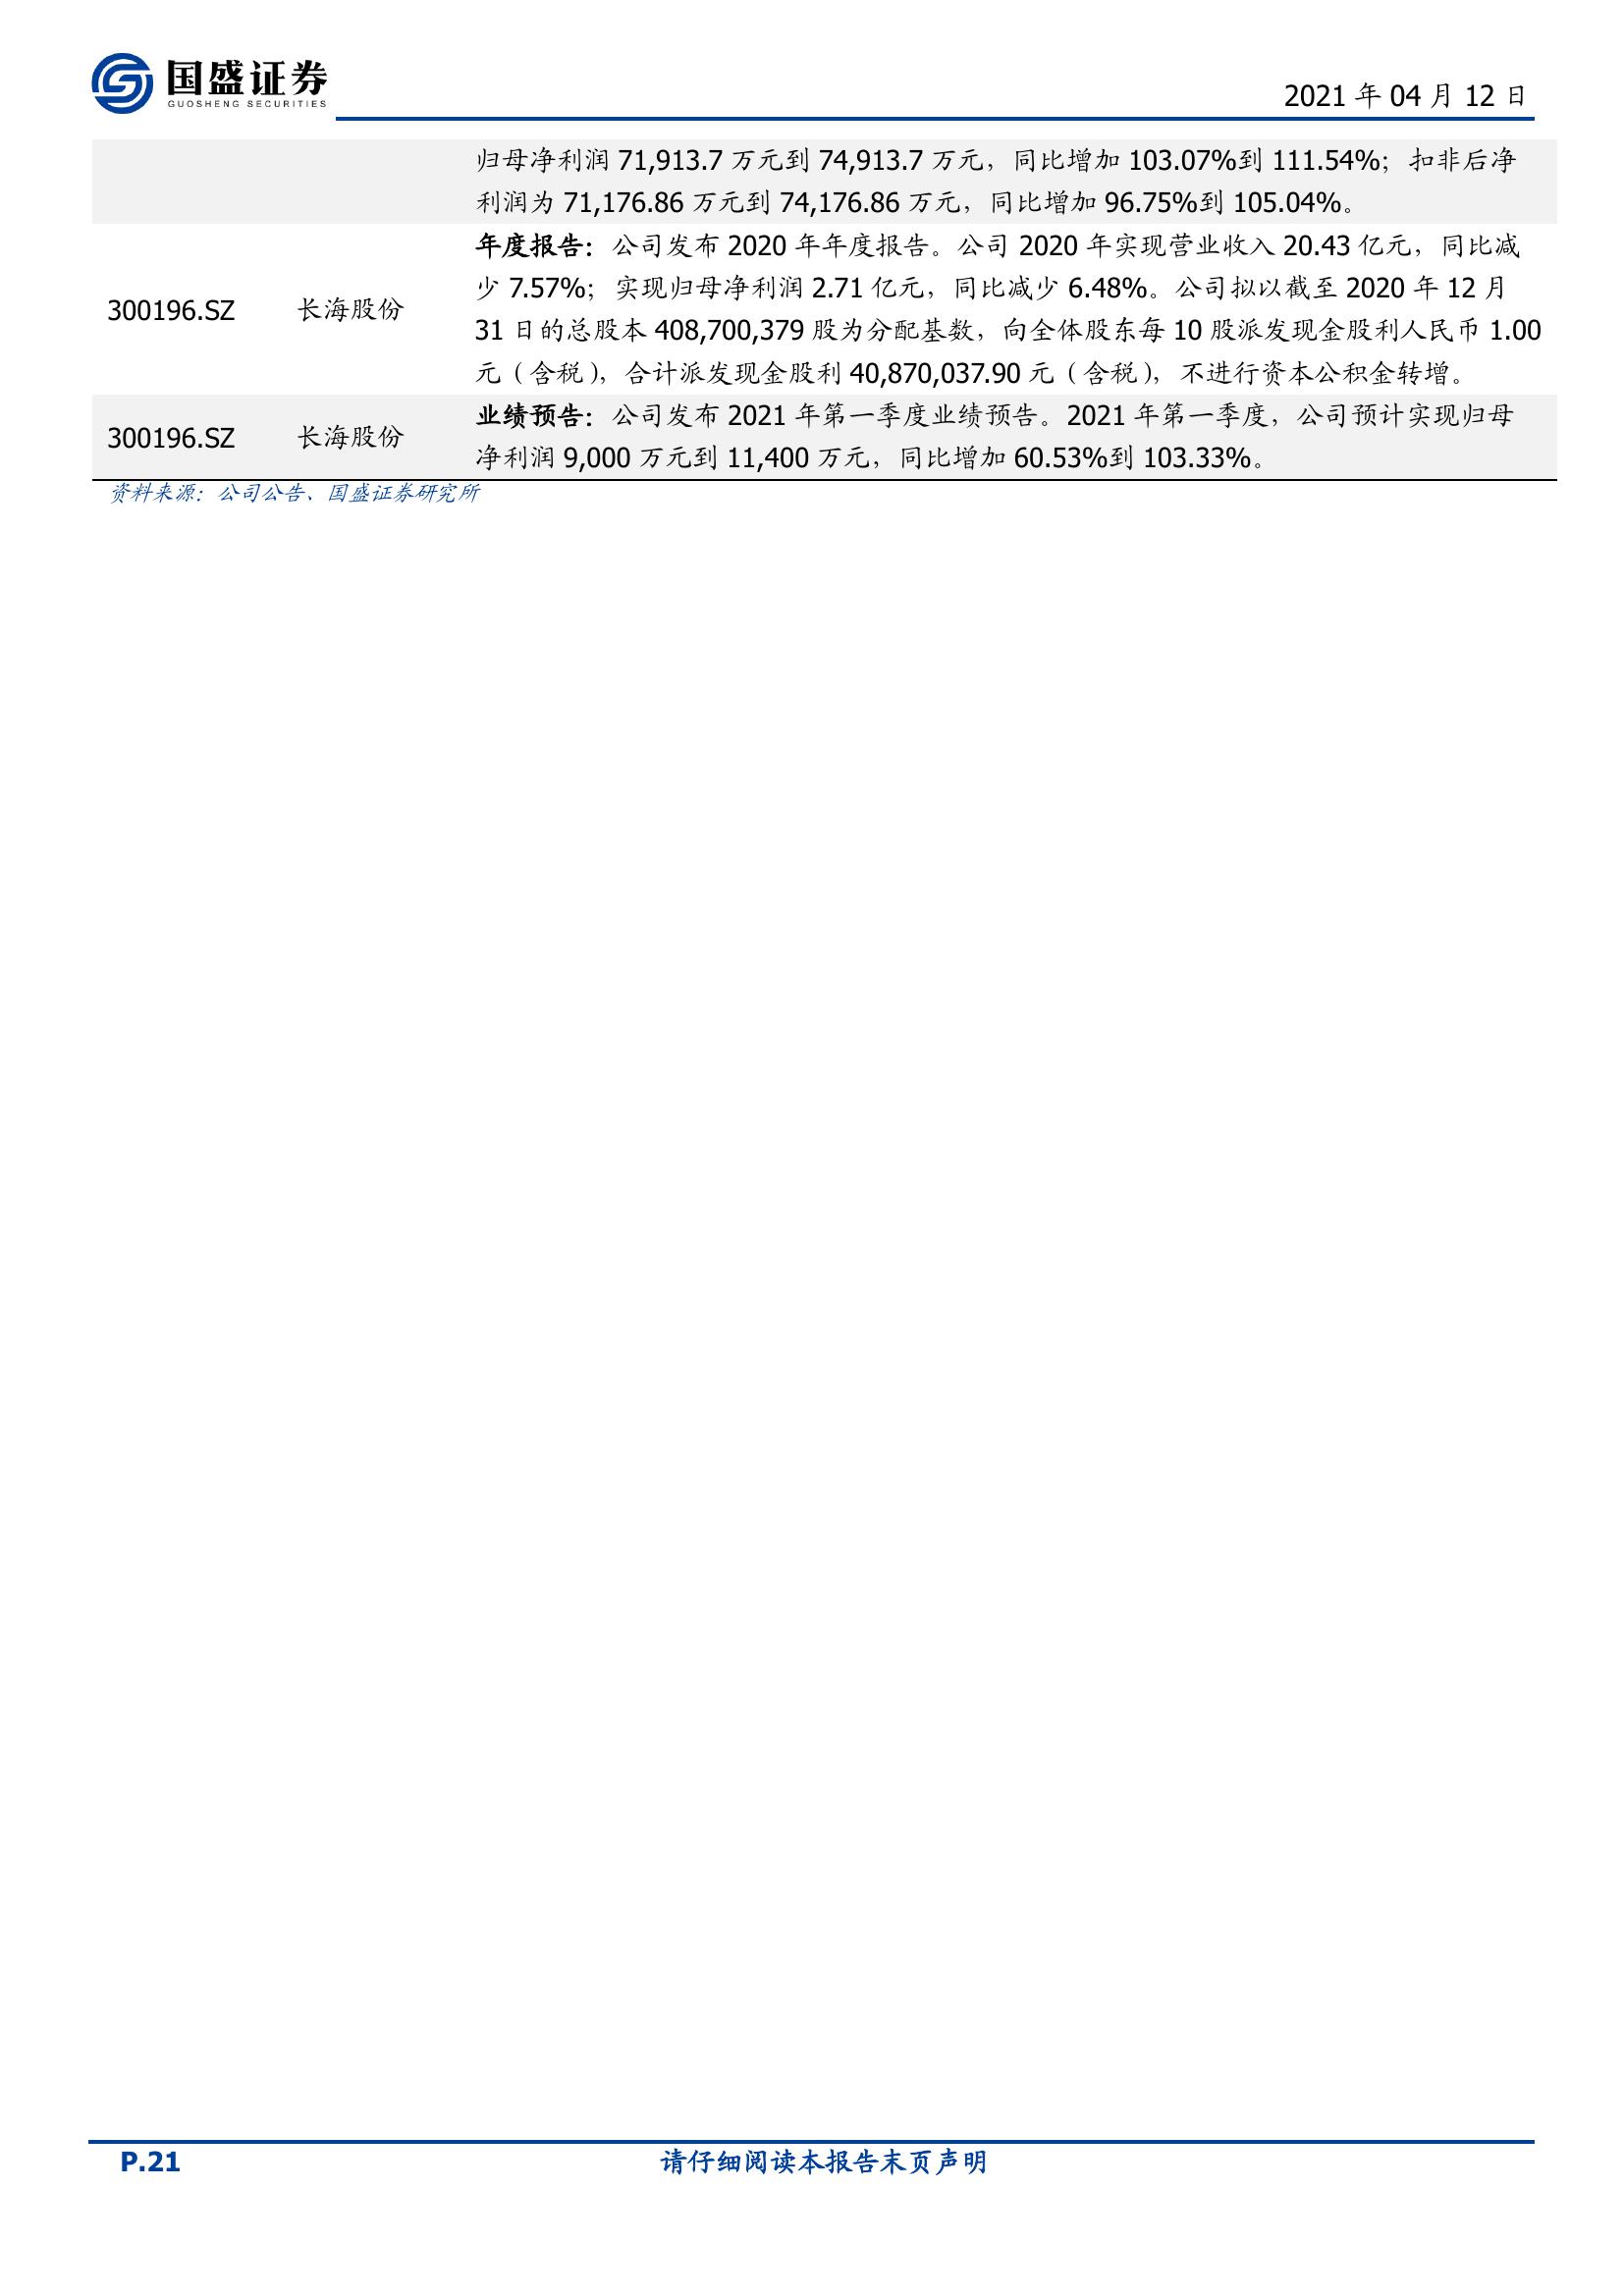 国盛证券
GUOSHENG SECURITIES
2021 年 04 月 12 日
归母净利润 71,913.7 万元到 74,913.7 万元，同比增加 103.07%到 111.54%；扣非后净
利润为 71,176.86 万元到 74,176.86 万元，同比增加 96.75%到 105.04%。
300196.SZ 长海股份
年度报告：公司发布 2020 年年度报告。公司 2020 年实现营业收入 20.43 亿元，同比减
少 7.57%；实现归母净利润 2.71 亿元，同比减少 6.48%。公司拟以截至 2020 年 12 月
31 日的总股本 408,700,379 股为分配基数，向全体股东每 10 股派发现金股利人民币 1.00
元（含税），合计派发现金股利 40,870,037.90 元（含税），不进行资本公积金转增。
300196.SZ 长海股份
业绩预告：公司发布 2021 年第一季度业绩预告。2021 年第一季度，公司预计实现归母
净利润 9,000 万元到 11,400 万元，同比增加 60.53%到 103.33%。
资料来源：公司公告、国盛证券研究所
P.21 请仔细阅读本报告末页声明